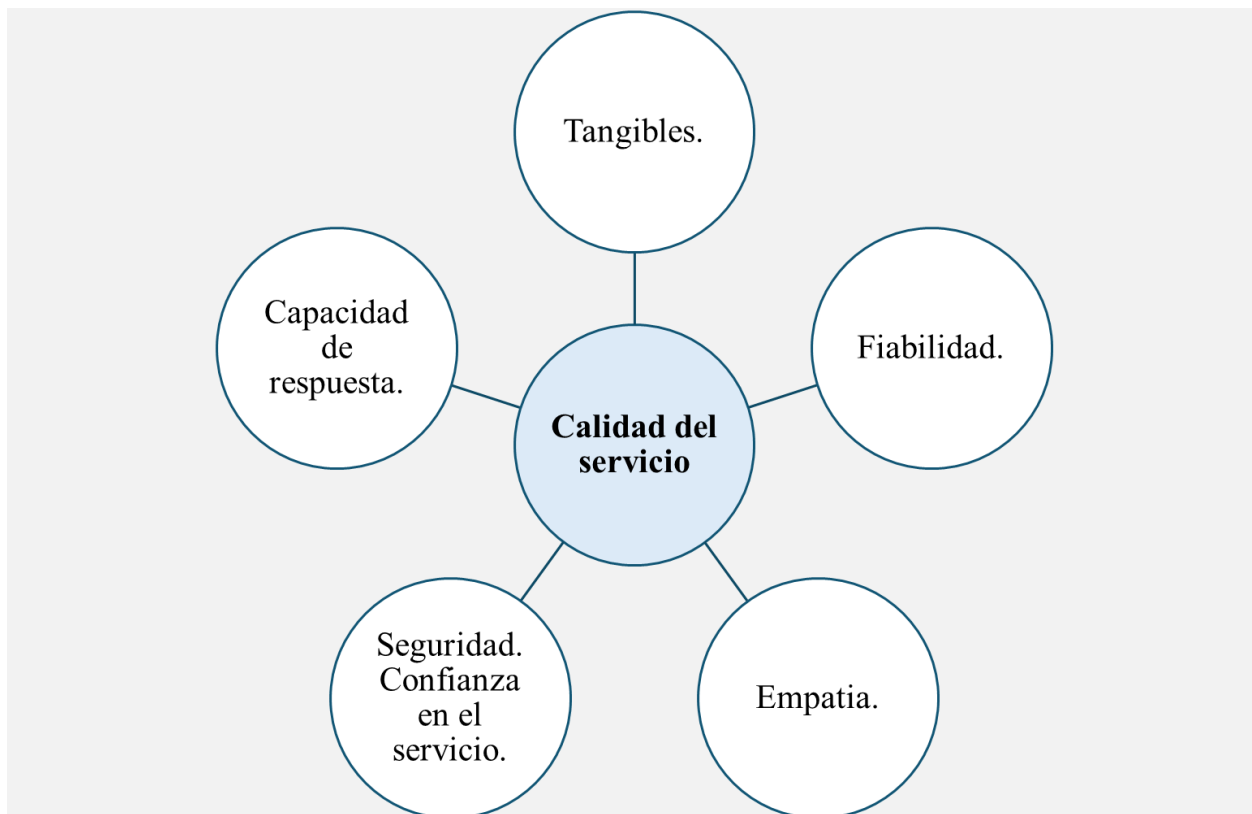 Tangibles.
Capacidad
de
respuesta.
Fiabilidad.
Calidad del
servicio
Seguridad.
Confianza
en el
servicio.
Empatia.